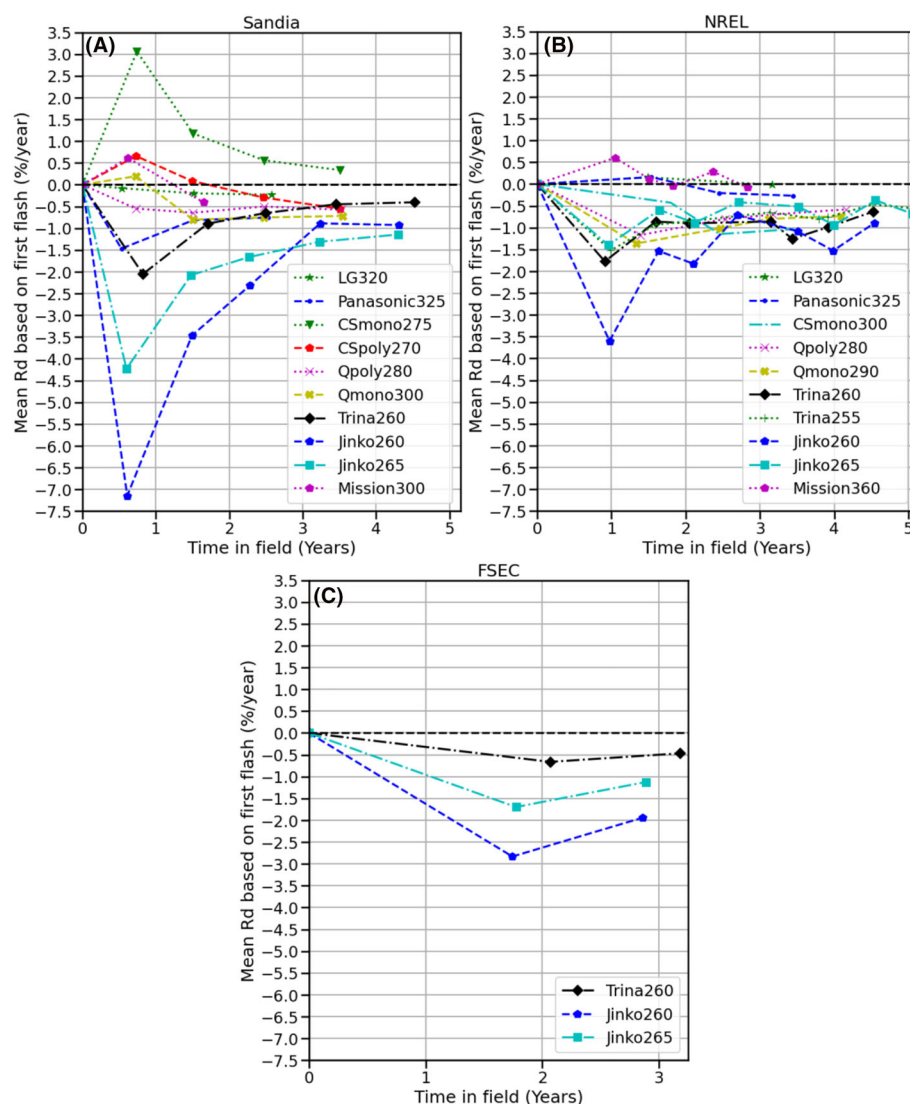 Sandia
(A)
Mean Rd based on first flash (%/year)
3.5
3.0
2.5
2.0
1.5
1.0
0.5
0.0
−0.5
−1.0
−1.5
−2.0
−2.5
−3.0
−3.5
−4.0
−4.5
−5.0
−5.5
−6.0
−6.5
−7.0
−7.5
LG320
Panasonic325
CSmono275
CSpoly270
Qpoly280
Qmono300
Trina260
Jinko260
Jinko265
Mission300
0 1 2 3 4 5
Time in field (Years)
NREL
(B)
Mean Rd based on first flash (%/year)
3.5
3.0
2.5
2.0
1.5
1.0
0.5
0.0
−0.5
−1.0
−1.5
−2.0
−2.5
−3.0
−3.5
−4.0
−4.5
−5.0
−5.5
−6.0
−6.5
−7.0
−7.5
LG320
Panasonic325
CSmono300
Qpoly280
Qmono290
Trina260
Trina255
Jinko260
Jinko265
Mission360
0 1 2 3 4 5
Time in field (Years)
FSEC
(C)
Mean Rd based on first flash (%/year)
3.5
3.0
2.5
2.0
1.5
1.0
0.5
0.0
−0.5
−1.0
−1.5
−2.0
−2.5
−3.0
−3.5
−4.0
−4.5
−5.0
−5.5
−6.0
−6.5
−7.0
−7.5
Trina260
Jinko260
Jinko265
0 1 2 3
Time in field (Years)